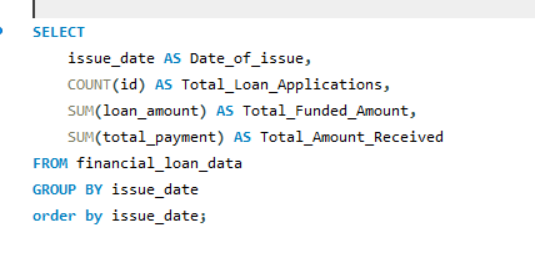 SELECT
issue_date AS Date_of_issue,
COUNT(id) AS Total_Loan_Applications,
SUM(loan_amount) AS Total_Funded_Amount,
SUM(total_payment) AS Total_Amount_Received
FROM financial_loan_data
GROUP BY issue_date
order by issue_date;